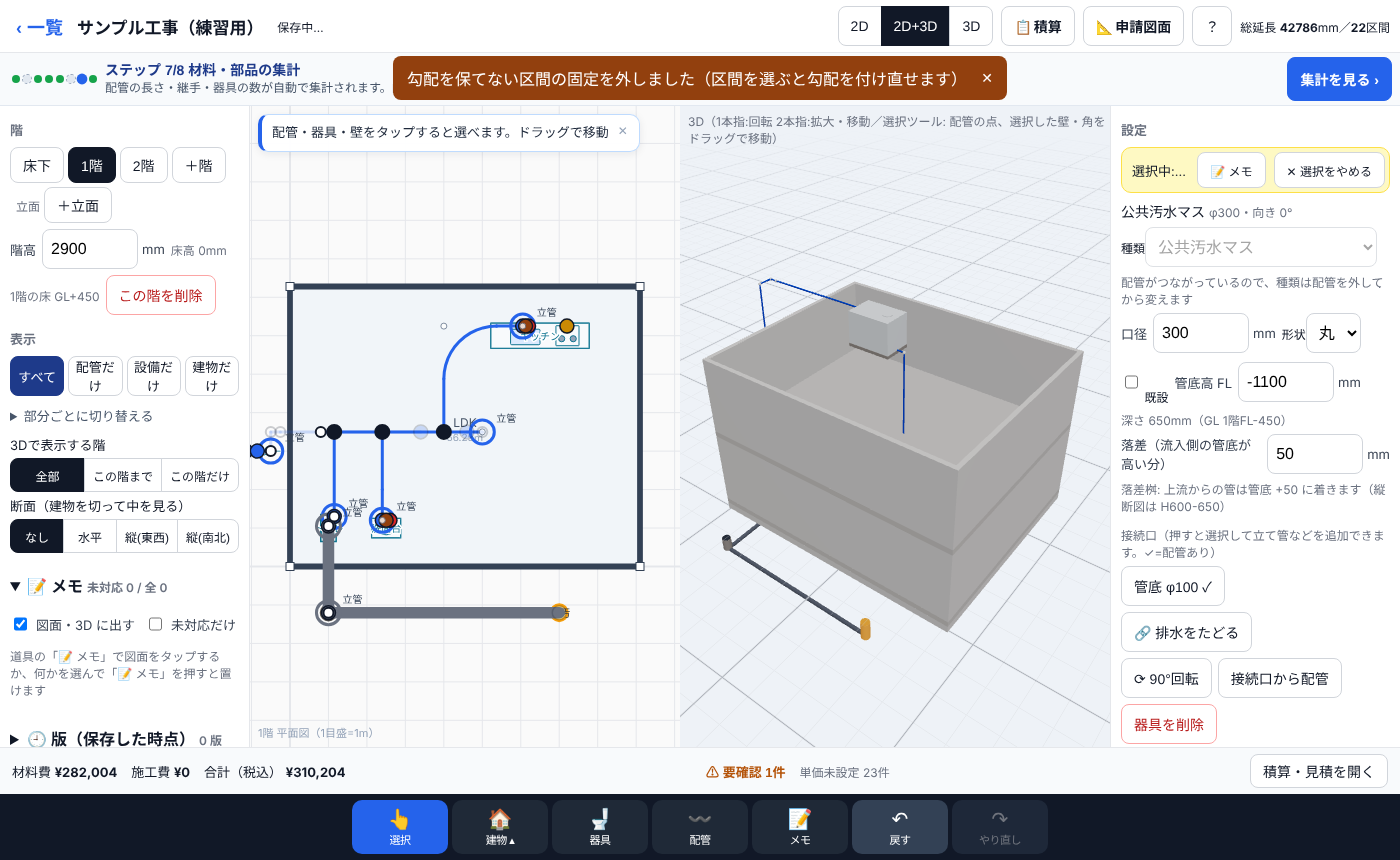 ‹ 一覧 サンプル工事（練習用） 保存中... 2D 2D+3D 3D 📋積算 📐申請図面 ? 総延長 42786mm／22区間
ステップ 7/8 材料・部品の集計
配管の長さ・継手・器具の数が自動で集計されます。
勾配を保てない区間の固定を外しました（区間を選ぶと勾配を付け直せます） ✕
集計を見る ›
階
床下 1階 2階 ＋階
立面 ＋立面
階高 2900 mm 床高 0mm
1階の床 GL+450 この階を削除
表示
すべて 配管だけ 設備だけ 建物だけ
▶ 部分ごとに切り替える
3Dで表示する階
全部 この階まで この階だけ
断面（建物を切って中を見る）
なし 水平 縦(東西) 縦(南北)
▼ 📝 メモ 未対応 0 / 全 0
図面・3D に出す 未対応だけ
道具の「📝 メモ」で図面をタップする
か、何かを選んで「📝 メモ」を押すと置
けます
▶ 🕘 版（保存した時点） 0 版
配管・器具・壁をタップすると選べます。ドラッグで移動 ×
立管
キッチン
LDK
立管
立管
立管
立管
立管
立管
1階 平面図（1目盛=1m）
3D（1本指:回転 2本指:拡大・移動／選択ツール: 配管の点、選択した壁・角を
ドラッグで移動）
設定
選択中:... 📝 メモ ✕ 選択をやめる
公共汚水マス φ300・向き 0°
種類 公共汚水マス
配管がつながっているので、種類は配管を外して
から変えます
口径 300 mm 形状 丸
既設 管底高 FL -1100 mm
深さ 650mm（GL 1階FL-450）
落差（流入側の管底が
高い分） 50 mm
落差桝: 上流からの管は管底 +50 に着きます（縦
断図は H600-650）
接続口（押すと選択して立て管などを追加できま
す。✓=配管あり）
管底 φ100 ✓
🔗 排水をたどる
⟳ 90°回転 接続口から配管
器具を削除
材料費 ¥282,004 施工費 ¥0 合計（税込） ¥310,204 ⚠ 要確認 1件 単価未設定 23件 積算・見積を開く
選択 建物▴ 器具 配管 メモ 戻す やり直し